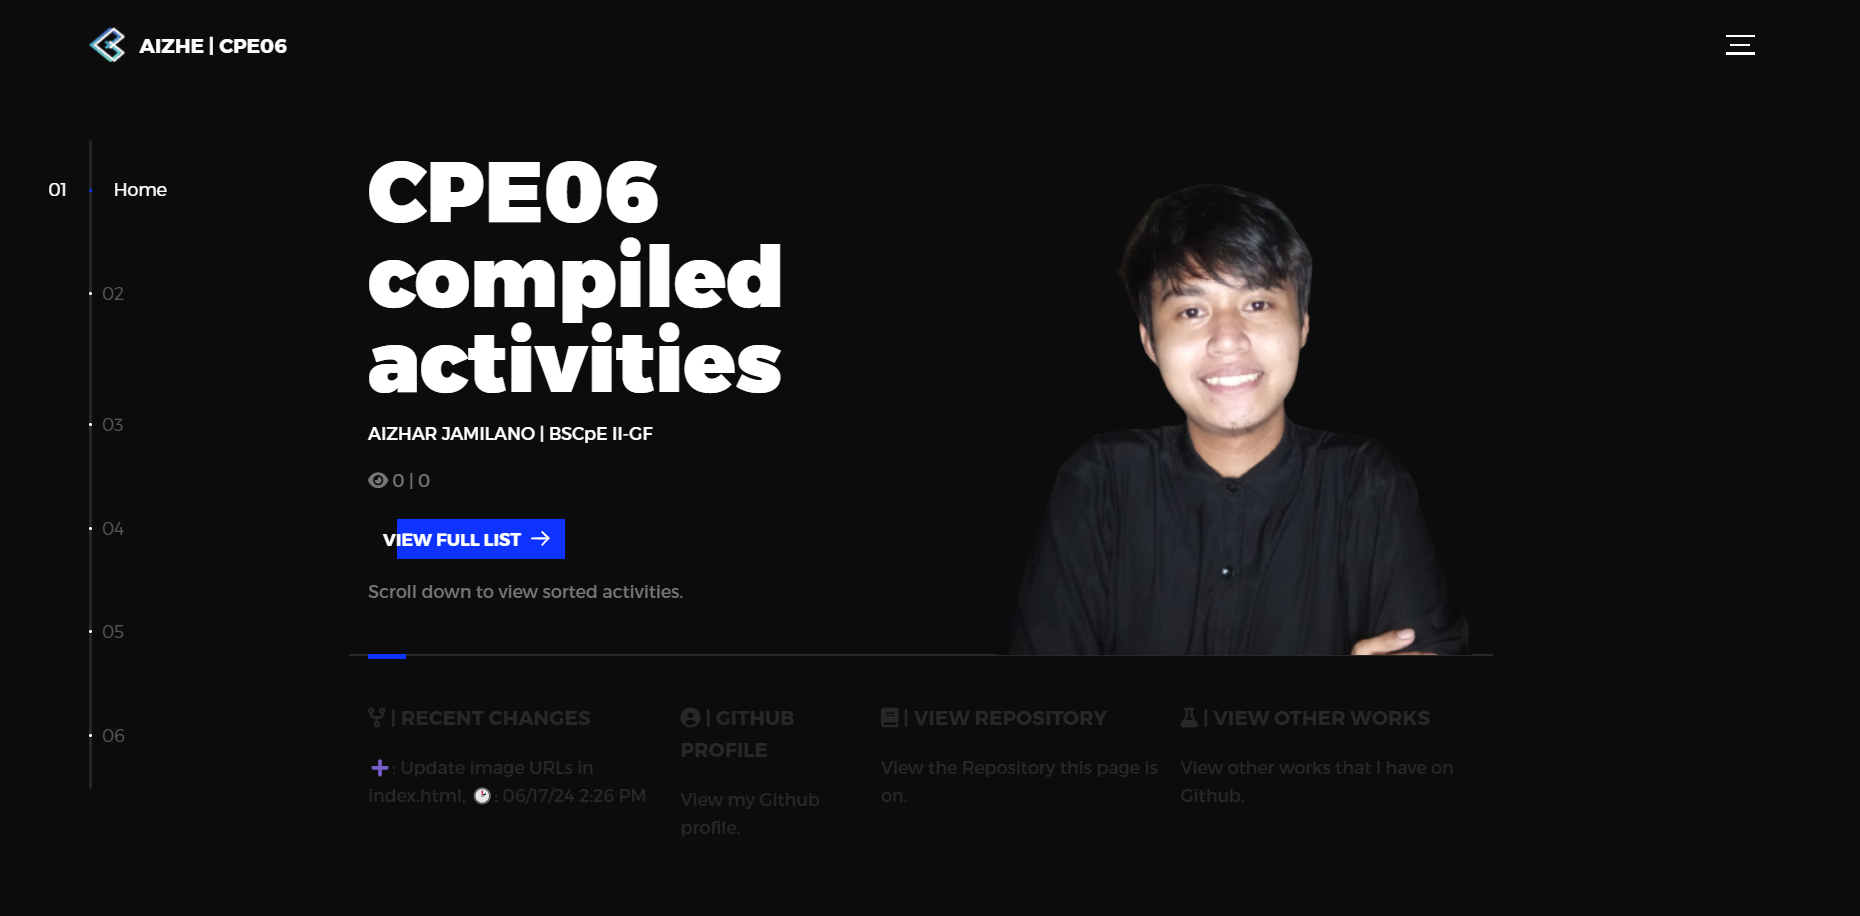 AIZHE | CPE06
01 Home
02
03
04
05
06
CPE06
compiled
activities
AIZHAR JAMILANO | BSCpE II-GF
0 | 0
VIEW FULL LIST →
Scroll down to view sorted activities.
| RECENT CHANGES
➕: Update image URLs in
index.html, 🕑: 06/17/24 2:26 PM
| GITHUB
PROFILE
View my Github
profile.
| VIEW REPOSITORY
View the Repository this page is
on.
| VIEW OTHER WORKS
View other works that I have on
Github.